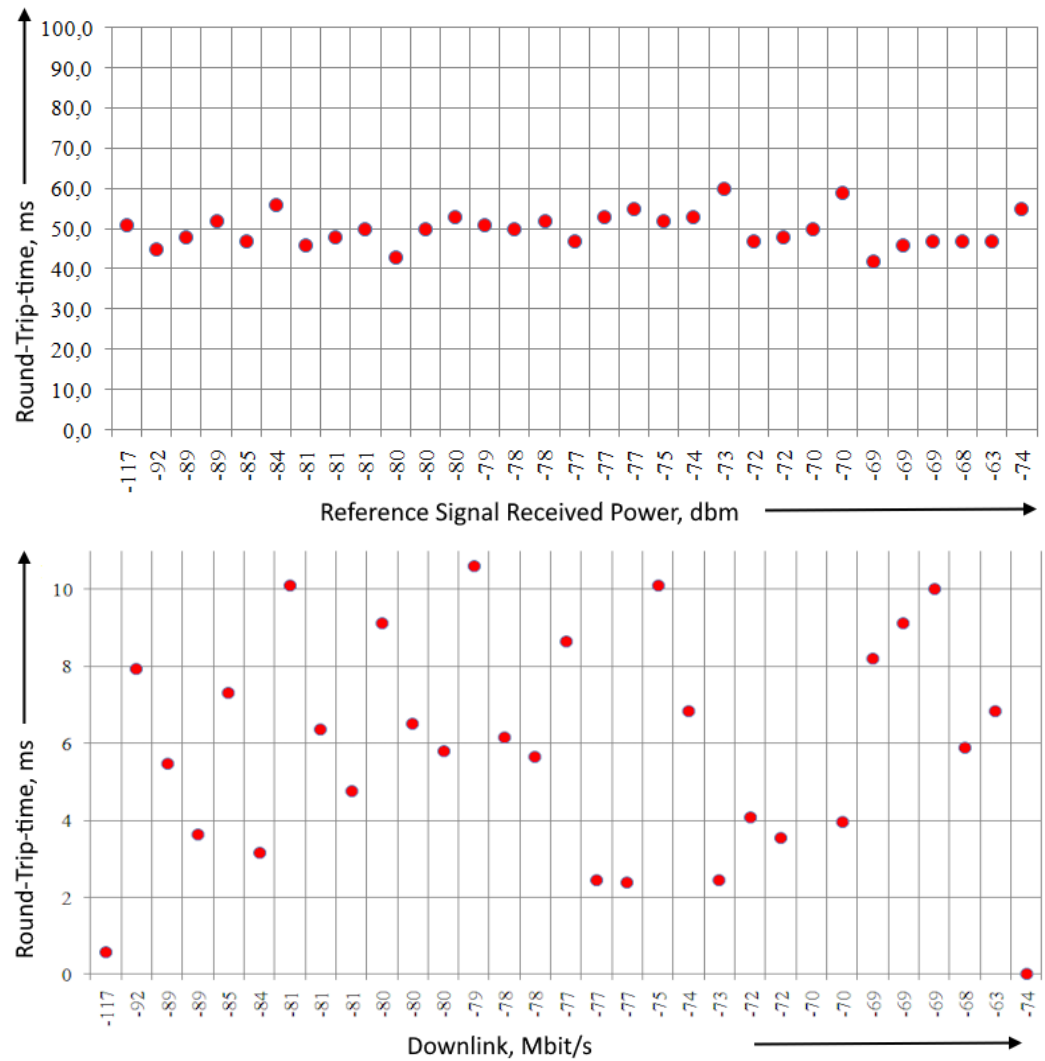 Round-Trip-time, ms
100,0
90,0
80,0
70,0
60,0
50,0
40,0
30,0
20,0
10,0
0,0
-117 -92 -89 -89 -85 -84 -81 -81 -81 -80 -80 -80 -79 -78 -78 -77 -77 -77 -75 -74 -73 -72 -72 -70 -70 -69 -69 -69 -68 -63 -74
Reference Signal Received Power, dbm
Round-Trip-time, ms
10
8
6
4
2
0
-117 -92 -89 -89 -85 -84 -81 -81 -81 -80 -80 -80 -79 -78 -78 -77 -77 -77 -75 -74 -73 -72 -72 -70 -70 -69 -69 -69 -68 -63 -74
Downlink, Mbit/s